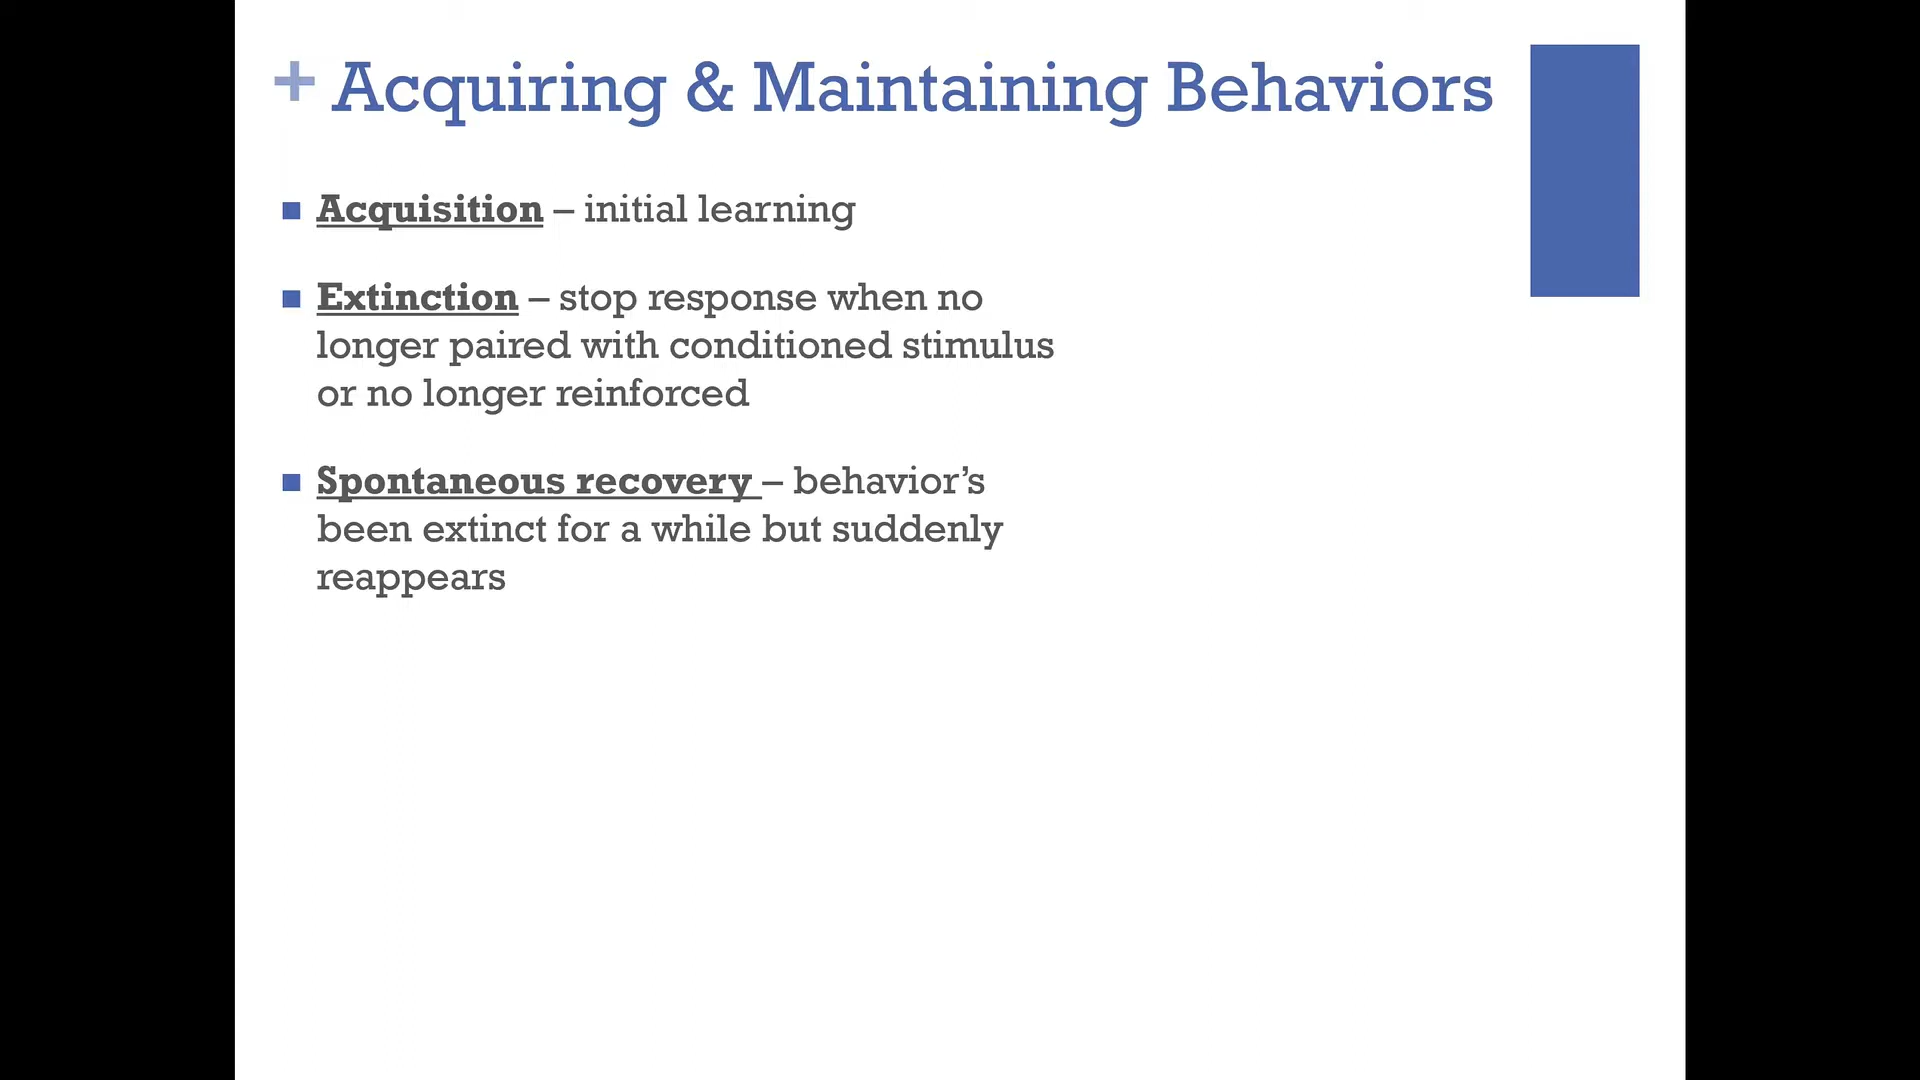 + Acquiring & Maintaining Behaviors
■ Acquisition – initial learning
■ Extinction – stop response when no
longer paired with conditioned stimulus
or no longer reinforced
■ Spontaneous recovery – behavior’s
been extinct for a while but suddenly
reappears